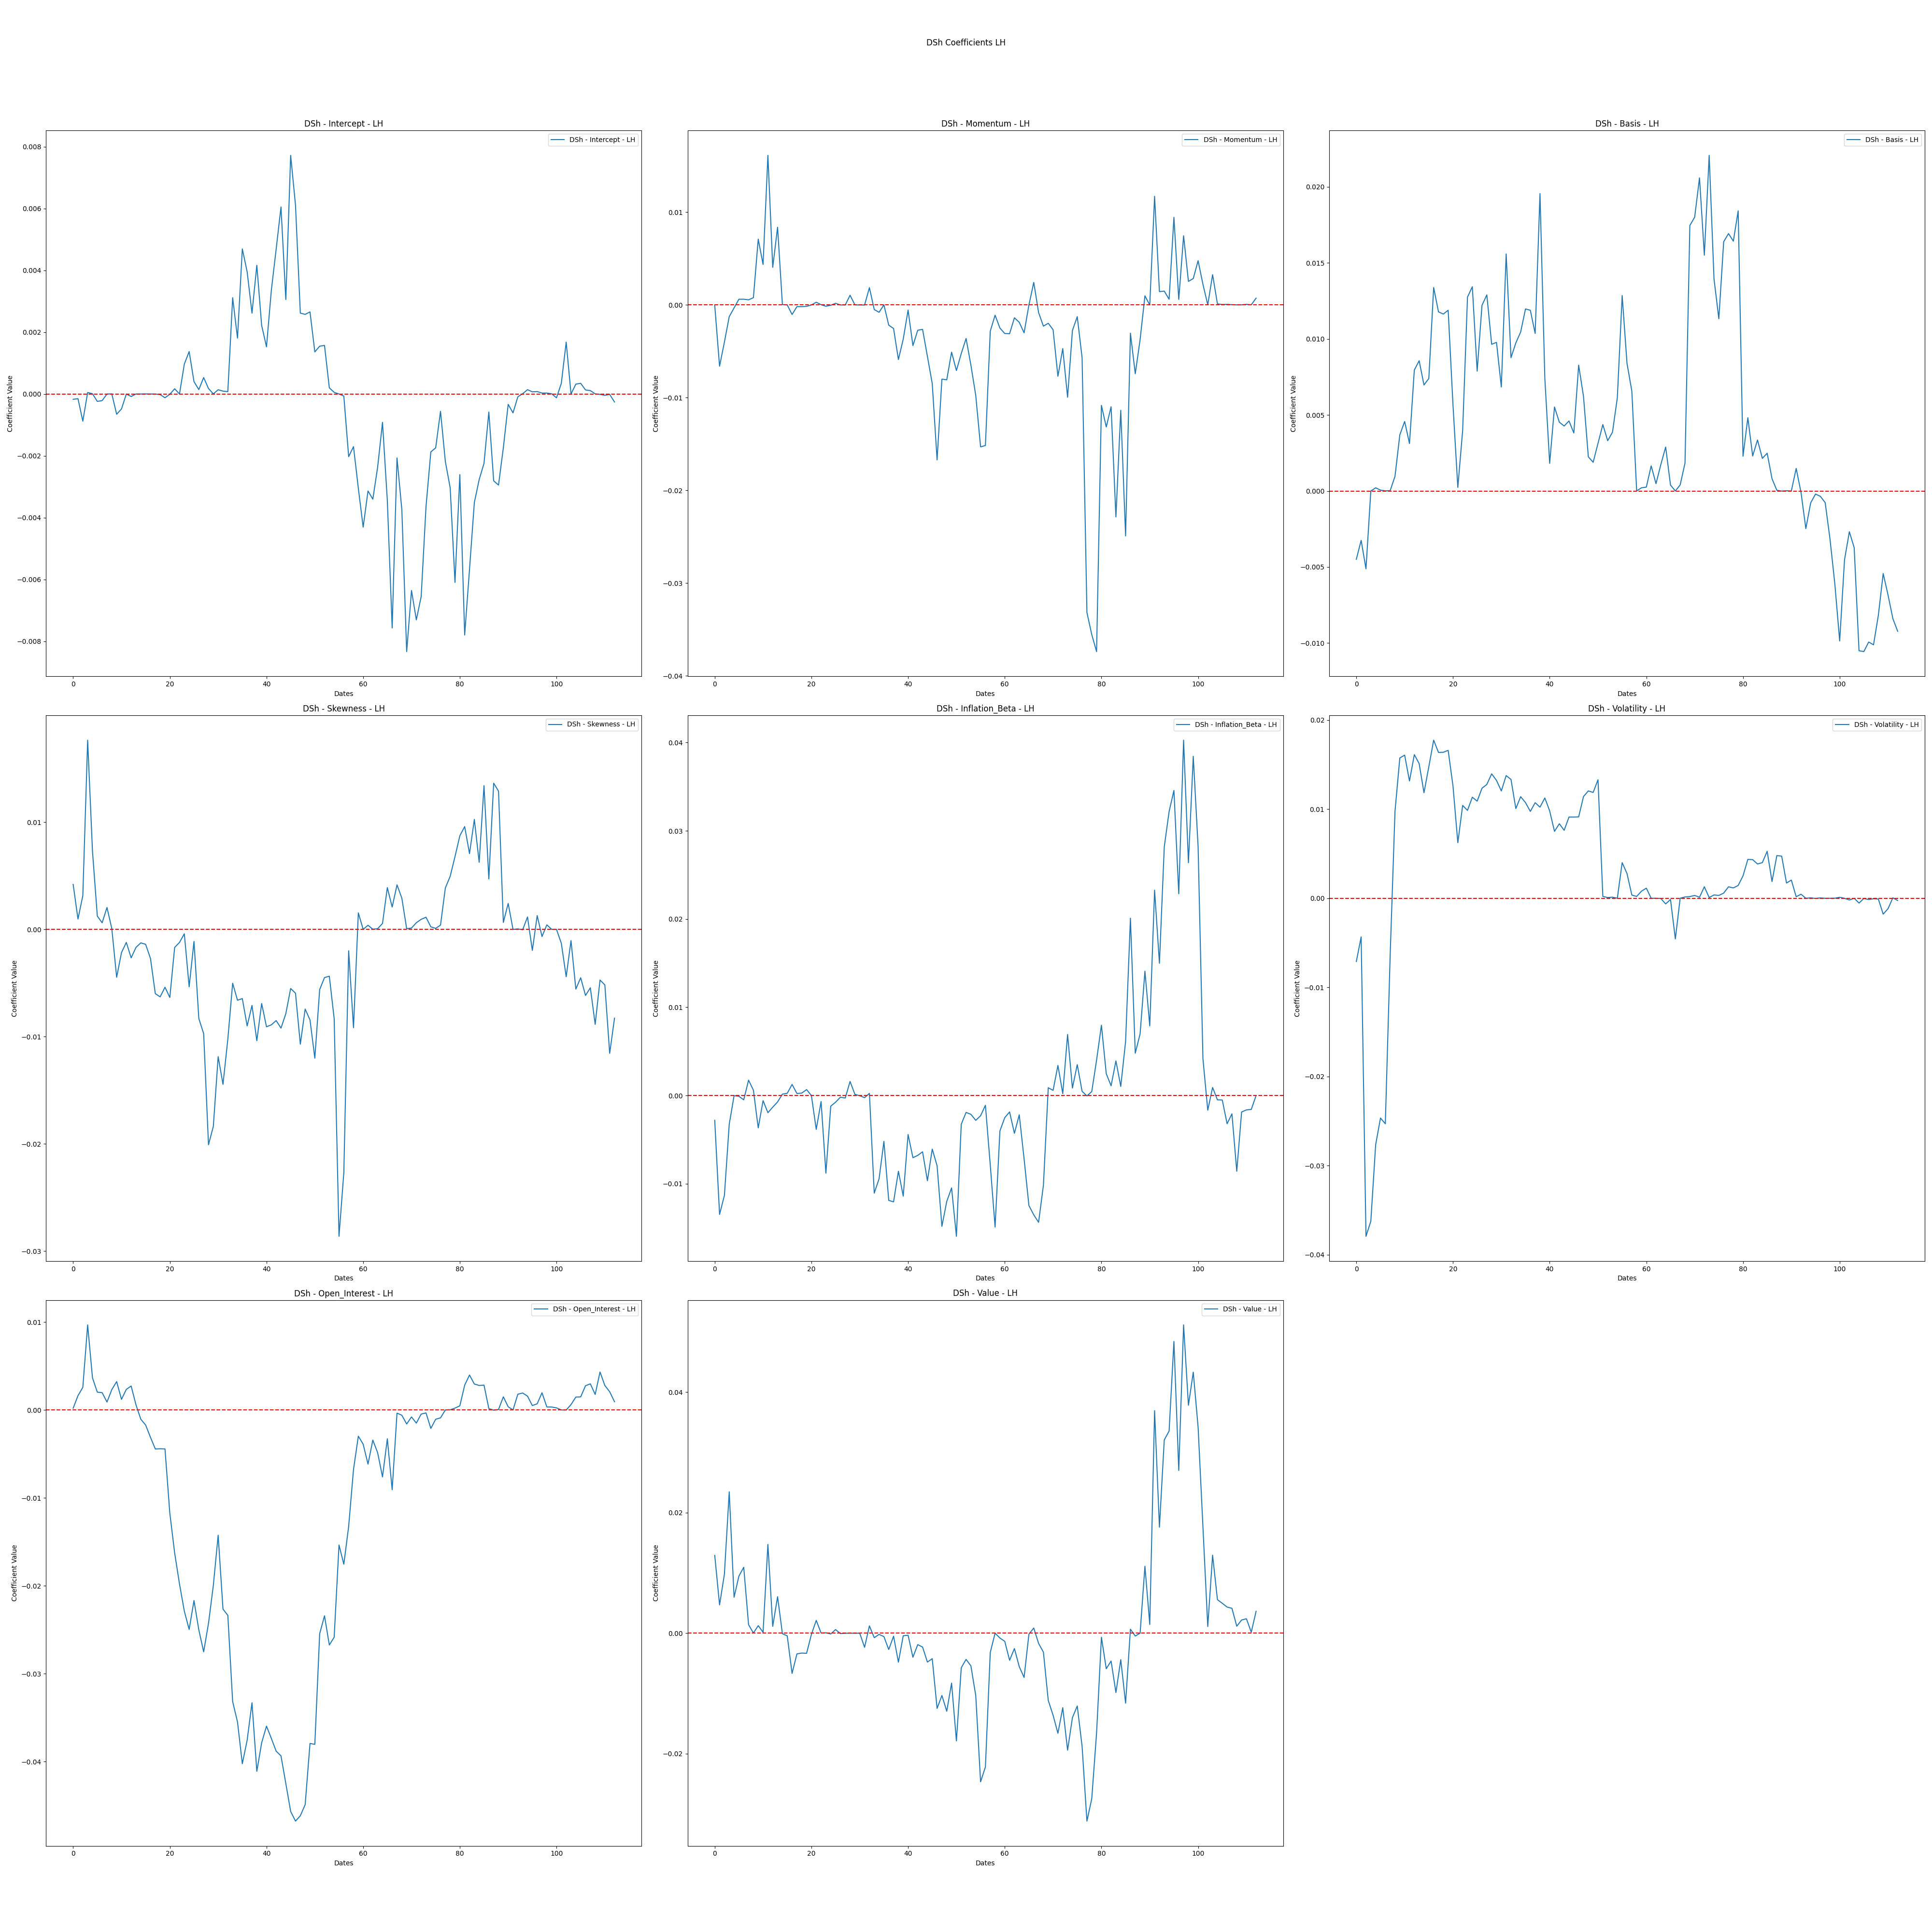 DSh Coefficients LH
DSh - Intercept - LH
DSh - Intercept - LH
0.008
0.006
0.004
0.002
0.000
−0.002
−0.004
−0.006
−0.008
Coefficient Value
0 20 40 60 80 100
Dates
DSh - Momentum - LH
DSh - Momentum - LH
0.01
0.00
−0.01
−0.02
−0.03
−0.04
Coefficient Value
0 20 40 60 80 100
Dates
DSh - Basis - LH
DSh - Basis - LH
0.020
0.015
0.010
0.005
0.000
−0.005
−0.010
Coefficient Value
0 20 40 60 80 100
Dates
DSh - Skewness - LH
DSh - Skewness - LH
0.01
0.00
−0.01
−0.02
−0.03
Coefficient Value
0 20 40 60 80 100
Dates
DSh - Inflation_Beta - LH
DSh - Inflation_Beta - LH
0.04
0.03
0.02
0.01
0.00
−0.01
Coefficient Value
0 20 40 60 80 100
Dates
DSh - Volatility - LH
DSh - Volatility - LH
0.02
0.01
0.00
−0.01
−0.02
−0.03
−0.04
Coefficient Value
0 20 40 60 80 100
Dates
DSh - Open_Interest - LH
DSh - Open_Interest - LH
0.01
0.00
−0.01
−0.02
−0.03
−0.04
Coefficient Value
0 20 40 60 80 100
Dates
DSh - Value - LH
DSh - Value - LH
0.04
0.02
0.00
−0.02
Coefficient Value
0 20 40 60 80 100
Dates